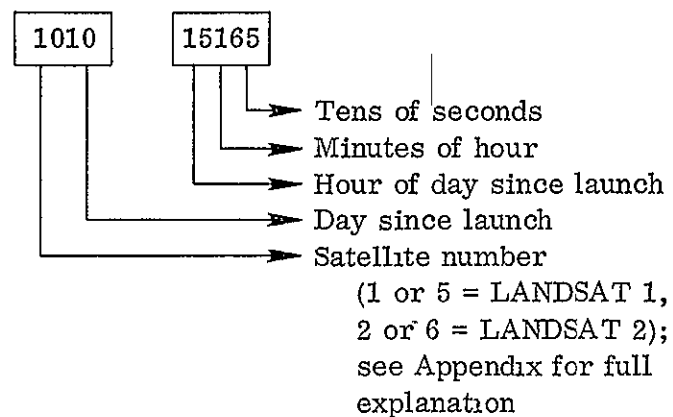 1010 15165
Tens of seconds
Minutes of hour
Hour of day since launch
Day since launch
Satellite number
(1 or 5 = LANDSAT 1,
2 or 6 = LANDSAT 2);
see Appendix for full
explanation